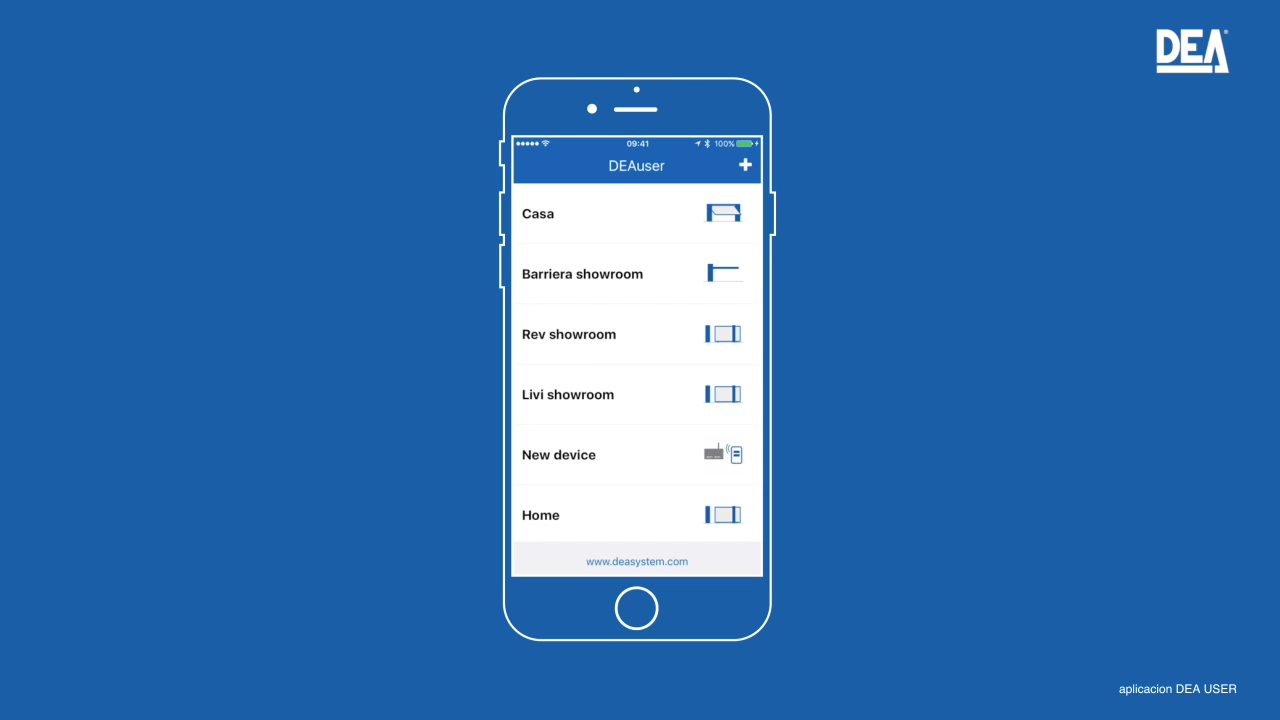 DEA
09:41
100%
DEAuser
Casa
Barriera showroom
Rev showroom
Livi showroom
New device
Home
www.deasystem.com
aplicacion DEA USER